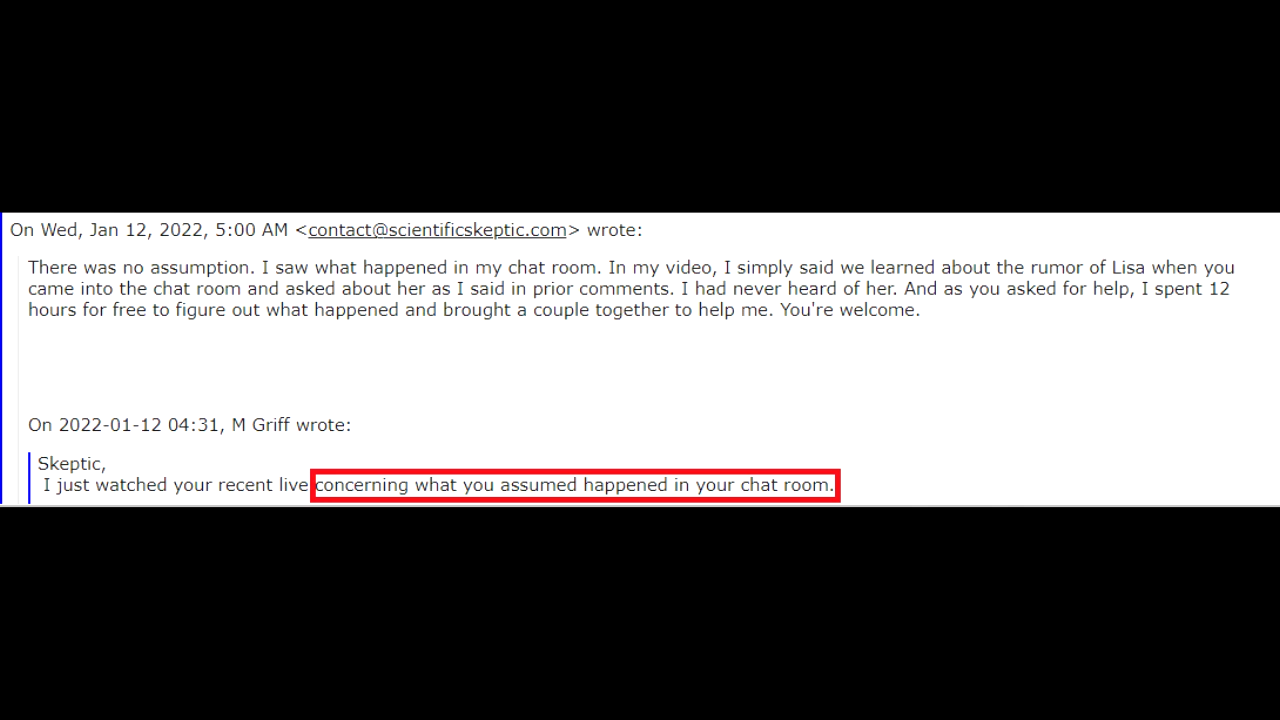 On Wed, Jan 12, 2022, 5:00 AM <contact@scientificskeptic.com> wrote:
There was no assumption. I saw what happened in my chat room. In my video, I simply said we learned about the rumor of Lisa when you
came into the chat room and asked about her as I said in prior comments. I had never heard of her. And as you asked for help, I spent 12
hours for free to figure out what happened and brought a couple together to help me. You're welcome.
On 2022-01-12 04:31, M Griff wrote:
Skeptic,
I just watched your recent live concerning what you assumed happened in your chat room.